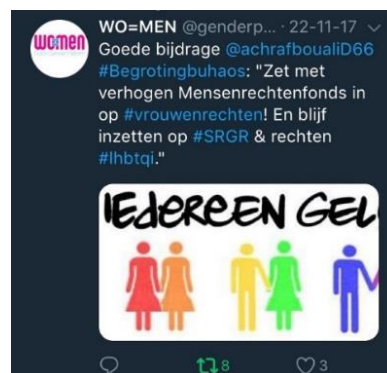 WO=MEN @genderp... · 22-11-17
Goede bijdrage @achrafboualiD66
#Begrotingbuhaos: "Zet met
verhogen Mensenrechtenfonds in
op #vrouwenrechten! En blijf
inzetten op #SRGR & rechten
#lhbtqi."
wo=men
IEDEREEN GEL
8 3